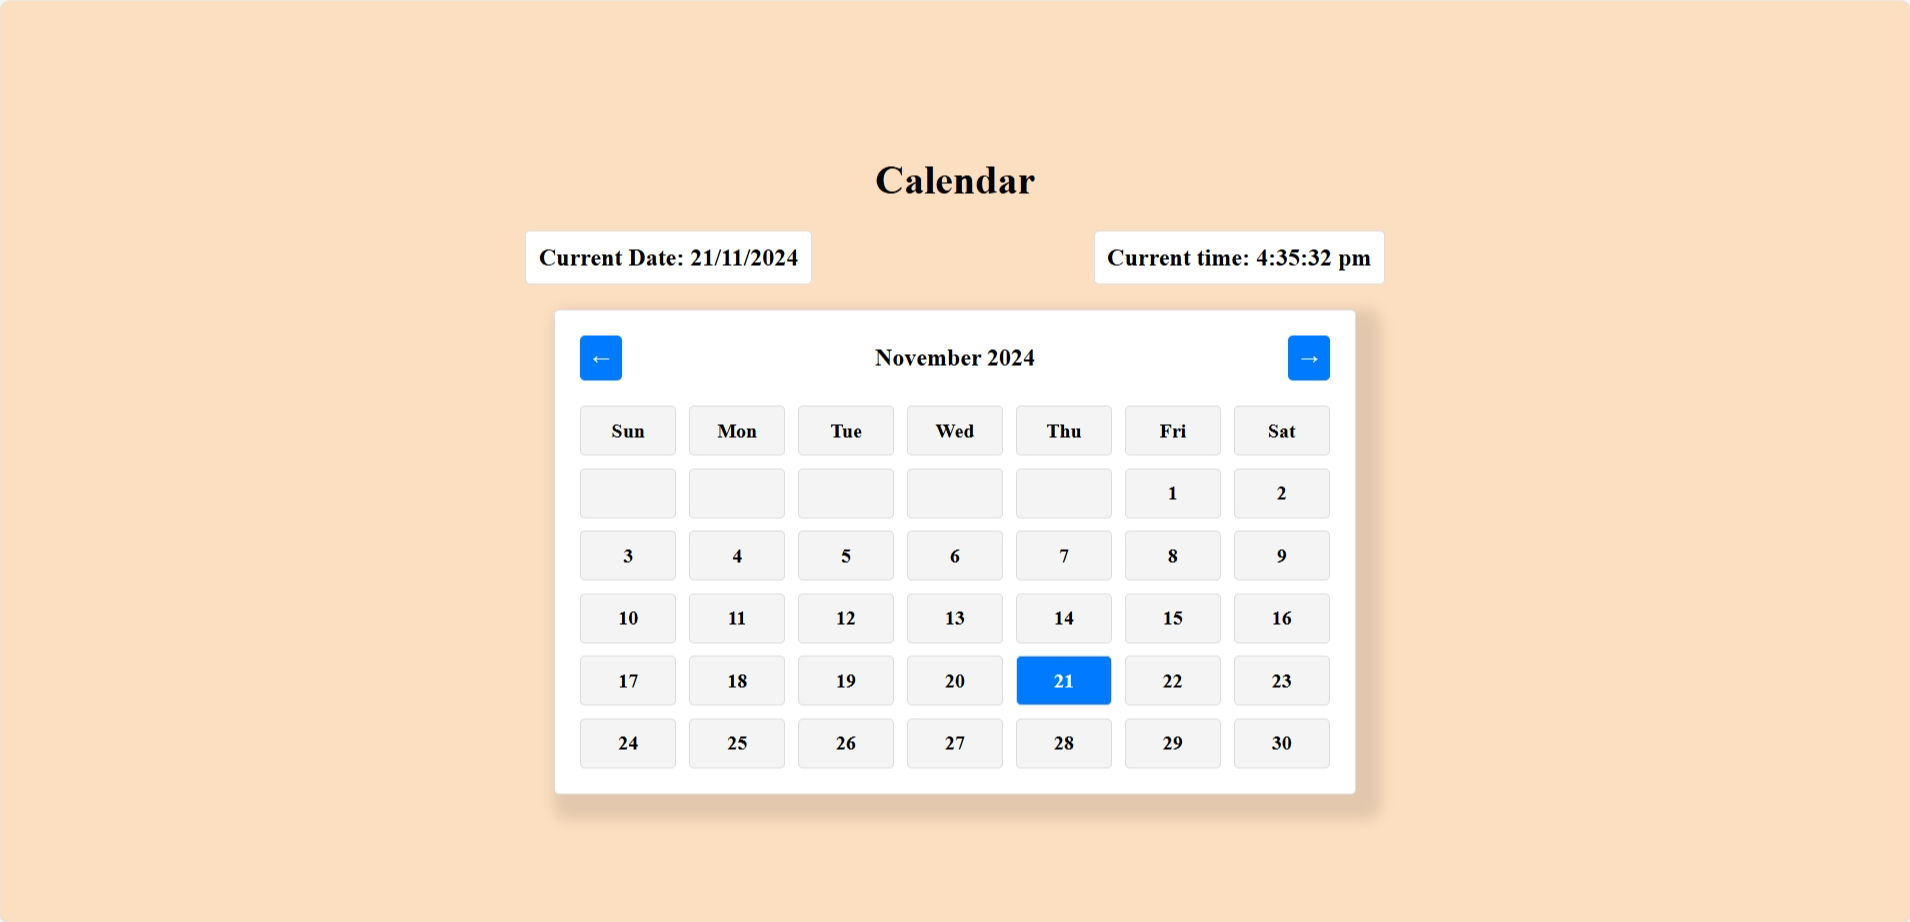 Calendar
Current Date: 21/11/2024 Current time: 4:35:32 pm
← November 2024 →
Sun Mon Tue Wed Thu Fri Sat
1 2
3 4 5 6 7 8 9
10 11 12 13 14 15 16
17 18 19 20 21 22 23
24 25 26 27 28 29 30